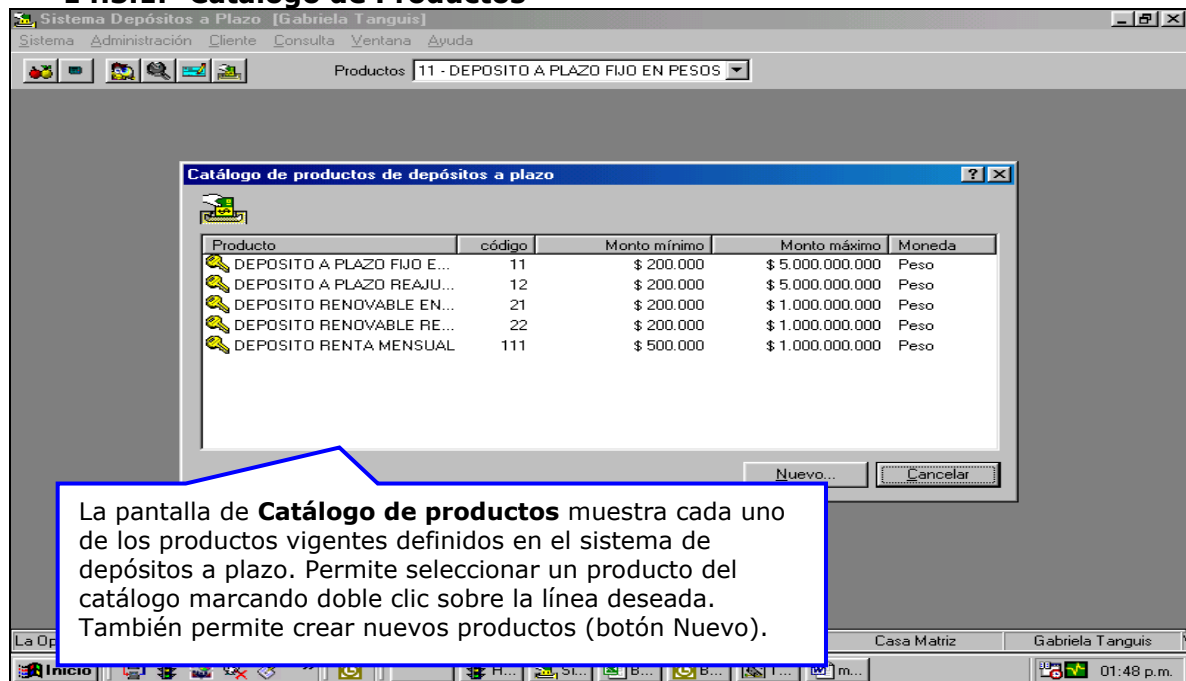 Catálogo de Productos
Sistema Depósitos a Plazo [Gabriela Tanguis]
Sistema Administración Cliente Consulta Ventana Ayuda
Productos 11 - DEPOSITO A PLAZO FIJO EN PESOS
Catálogo de productos de depósitos a plazo
Producto código Monto mínimo Monto máximo Moneda
DEPOSITO A PLAZO FIJO E... 11 $ 200.000 $ 5.000.000.000 Peso
DEPOSITO A PLAZO REAJU... 12 $ 200.000 $ 5.000.000.000 Peso
DEPOSITO RENOVABLE EN... 21 $ 200.000 $ 1.000.000.000 Peso
DEPOSITO RENOVABLE RE... 22 $ 200.000 $ 1.000.000.000 Peso
DEPOSITO RENTA MENSUAL 111 $ 500.000 $ 1.000.000.000 Peso
Nuevo... Cancelar
La pantalla de Catálogo de productos muestra cada uno
de los productos vigentes definidos en el sistema de
depósitos a plazo. Permite seleccionar un producto del
catálogo marcando doble clic sobre la línea deseada.
También permite crear nuevos productos (botón Nuevo).
La Op Casa Matriz Gabriela Tanguis
Inicio H... Si... B... B... T... m... 01:48 p.m.